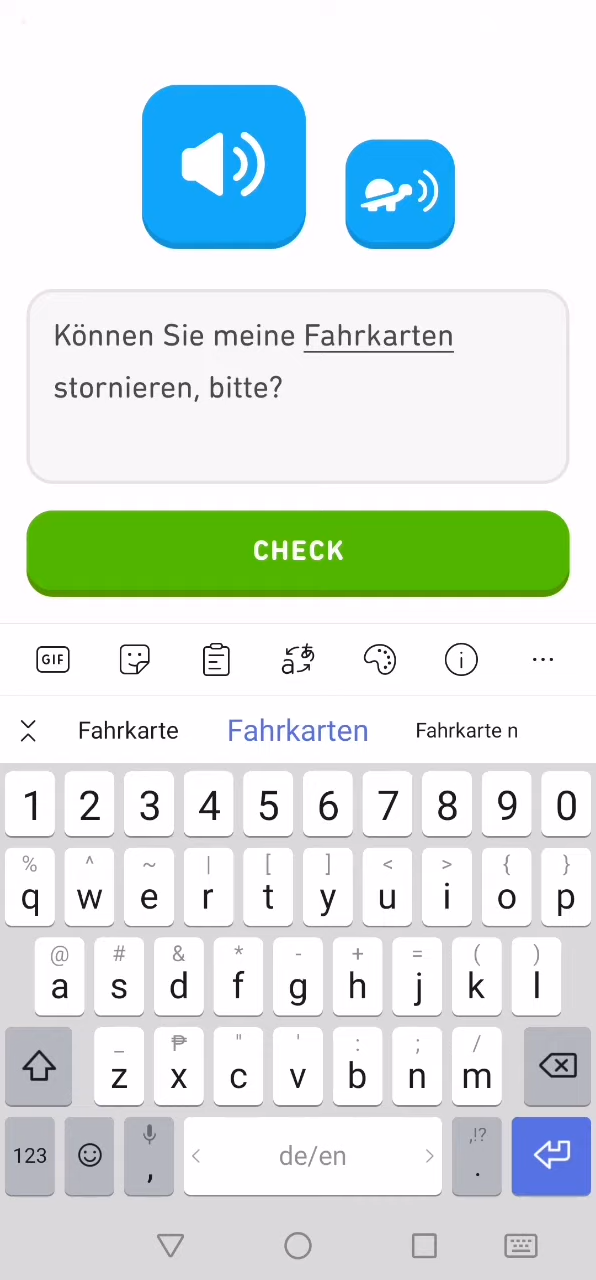 Können Sie meine Fahrkarten
stornieren, bitte?
CHECK
GIF
Fahrkarte Fahrkarten Fahrkarte n
1 2 3 4 5 6 7 8 9 0
% ^ ~ | [ ] < > { }
q w e r t y u i o p
@ # & * - + = ( )
a s d f g h j k l
_ ₱ " ' : ; /
z x c v b n m
123 , < de/en > ,!? .